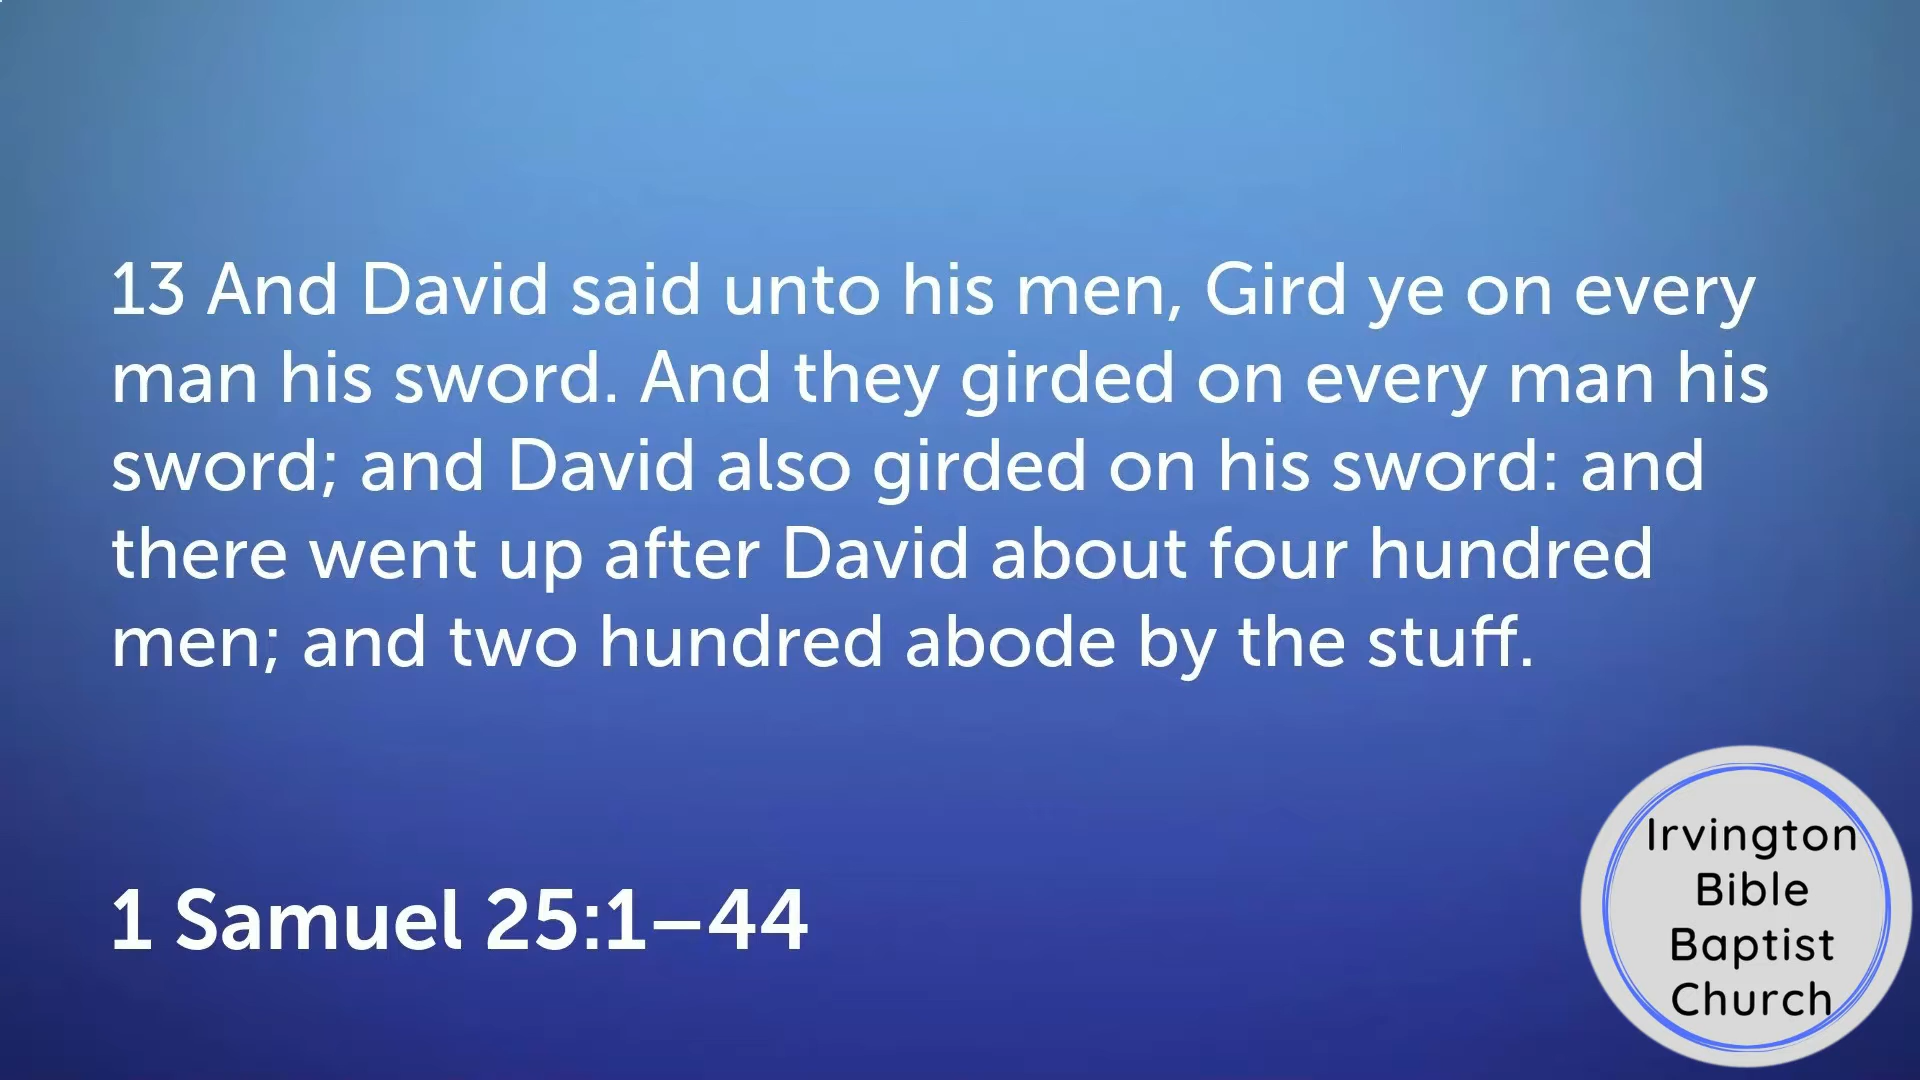 13 And David said unto his men, Gird ye on every
man his sword. And they girded on every man his
sword; and David also girded on his sword: and
there went up after David about four hundred
men; and two hundred abode by the stuff.
1 Samuel 25:1–44
Irvington
Bible
Baptist
Church